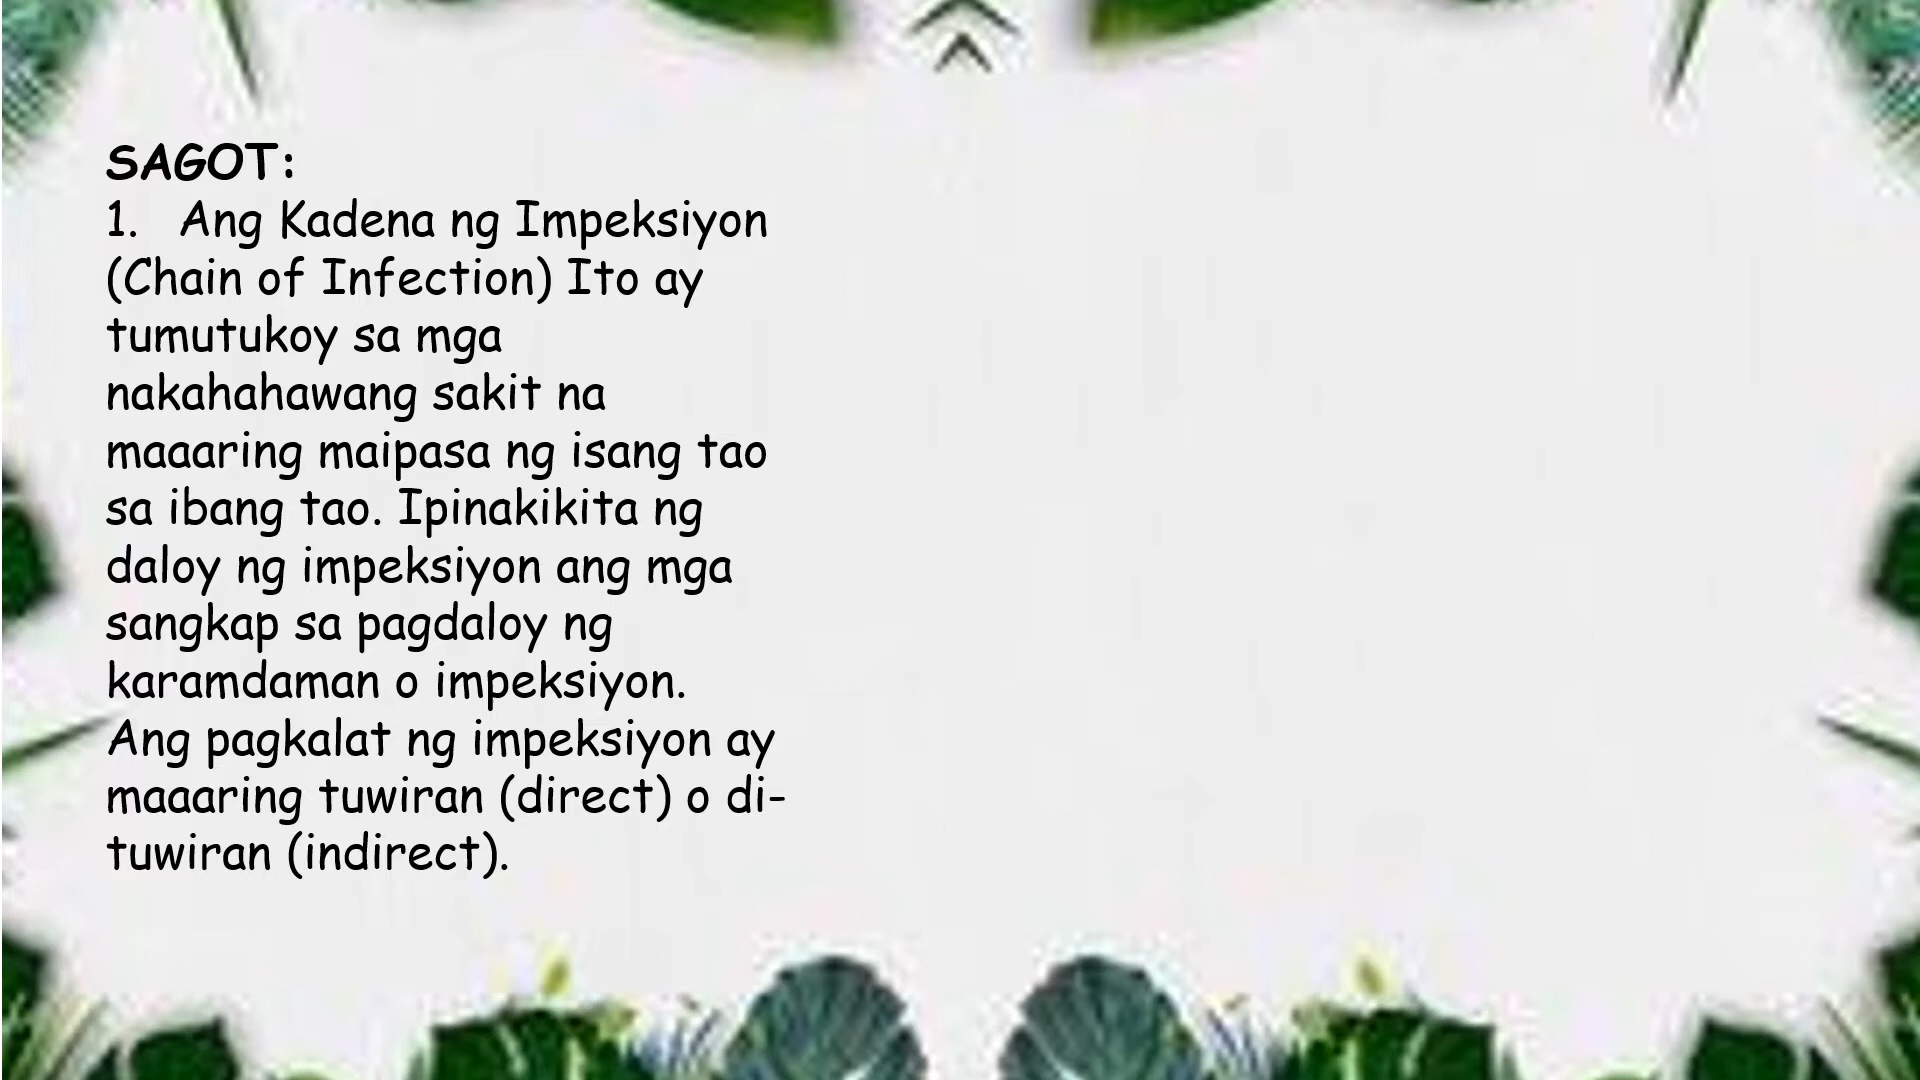 SAGOT:
1. Ang Kadena ng Impeksiyon
(Chain of Infection) Ito ay
tumutukoy sa mga
nakahahawang sakit na
maaaring maipasa ng isang tao
sa ibang tao. Ipinakikita ng
daloy ng impeksiyon ang mga
sangkap sa pagdaloy ng
karamdaman o impeksiyon.
Ang pagkalat ng impeksiyon ay
maaaring tuwiran (direct) o di-
tuwiran (indirect).